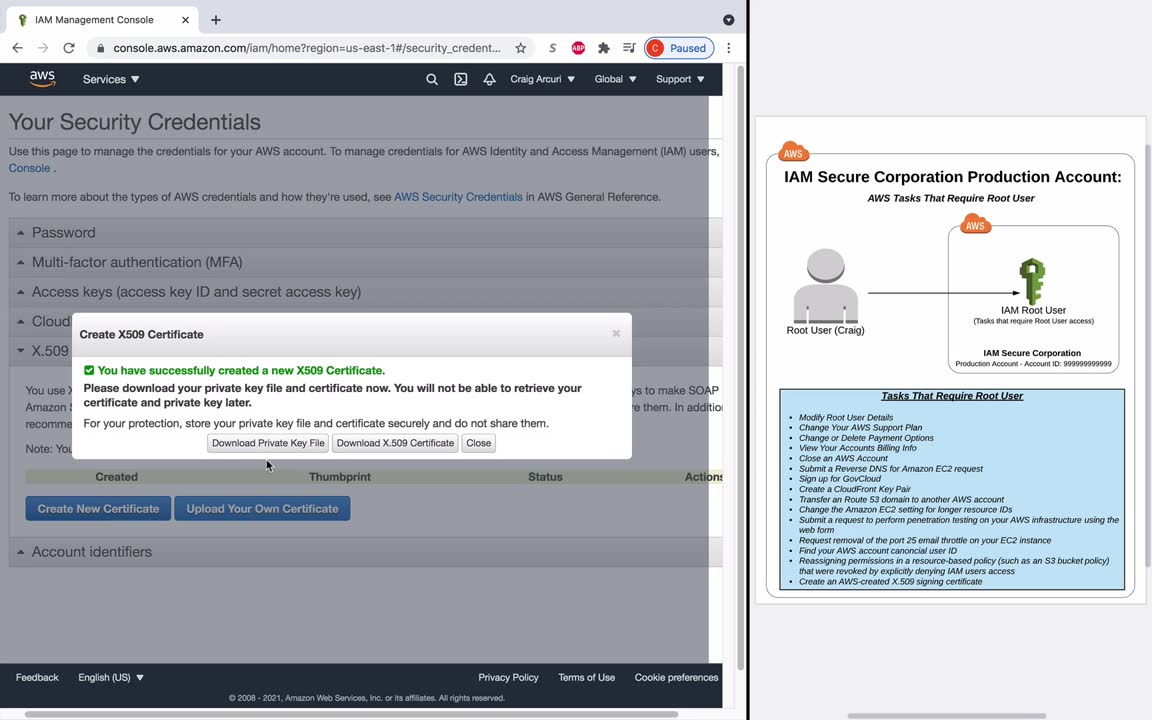 IAM Management Console
console.aws.amazon.com/iam/home?region=us-east-1#/security_credent...
S
ABP
C Paused
aws
Services
Craig Arcuri
Global
Support
Your Security Credentials
Use this page to manage the credentials for your AWS account. To manage credentials for AWS Identity and Access Management (IAM) users,
Console .
To learn more about the types of AWS credentials and how they're used, see AWS Security Credentials in AWS General Reference.
Password
Multi-factor authentication (MFA)
Access keys (access key ID and secret access key)
Cloud
X.509
You use X
ys to make SOAP
Amazon S
re them. In additio
recomme
Note: You
Create X509 Certificate
You have successfully created a new X509 Certificate.
Please download your private key file and certificate now. You will not be able to retrieve your
certificate and private key later.
For your protection, store your private key file and certificate securely and do not share them.
Download Private Key File
Download X.509 Certificate
Close
Created
Thumbprint
Status
Actions
Create New Certificate
Upload Your Own Certificate
Account identifiers
Feedback
English (US)
Privacy Policy
Terms of Use
Cookie preferences
© 2008 - 2021, Amazon Web Services, Inc. or its affiliates. All rights reserved.
AWS
IAM Secure Corporation Production Account:
AWS Tasks That Require Root User
AWS
Root User (Craig)
IAM Root User
(Tasks that require Root User access)
IAM Secure Corporation
Production Account - Account ID: 999999999999
Tasks That Require Root User
• Modify Root User Details
• Change Your AWS Support Plan
• Change or Delete Payment Options
• View Your Accounts Billing Info
• Close an AWS Account
• Submit a Reverse DNS for Amazon EC2 request
• Sign up for GovCloud
• Create a CloudFront Key Pair
• Transfer an Route 53 domain to another AWS account
• Change the Amazon EC2 setting for longer resource IDs
• Submit a request to perform penetration testing on your AWS infrastructure using the
web form
• Request removal of the port 25 email throttle on your EC2 instance
• Find your AWS account canoncial user ID
• Reassigning permissions in a resource-based policy (such as an S3 bucket policy)
that were revoked by explicitly denying IAM users access
• Create an AWS-created X.509 signing certificate